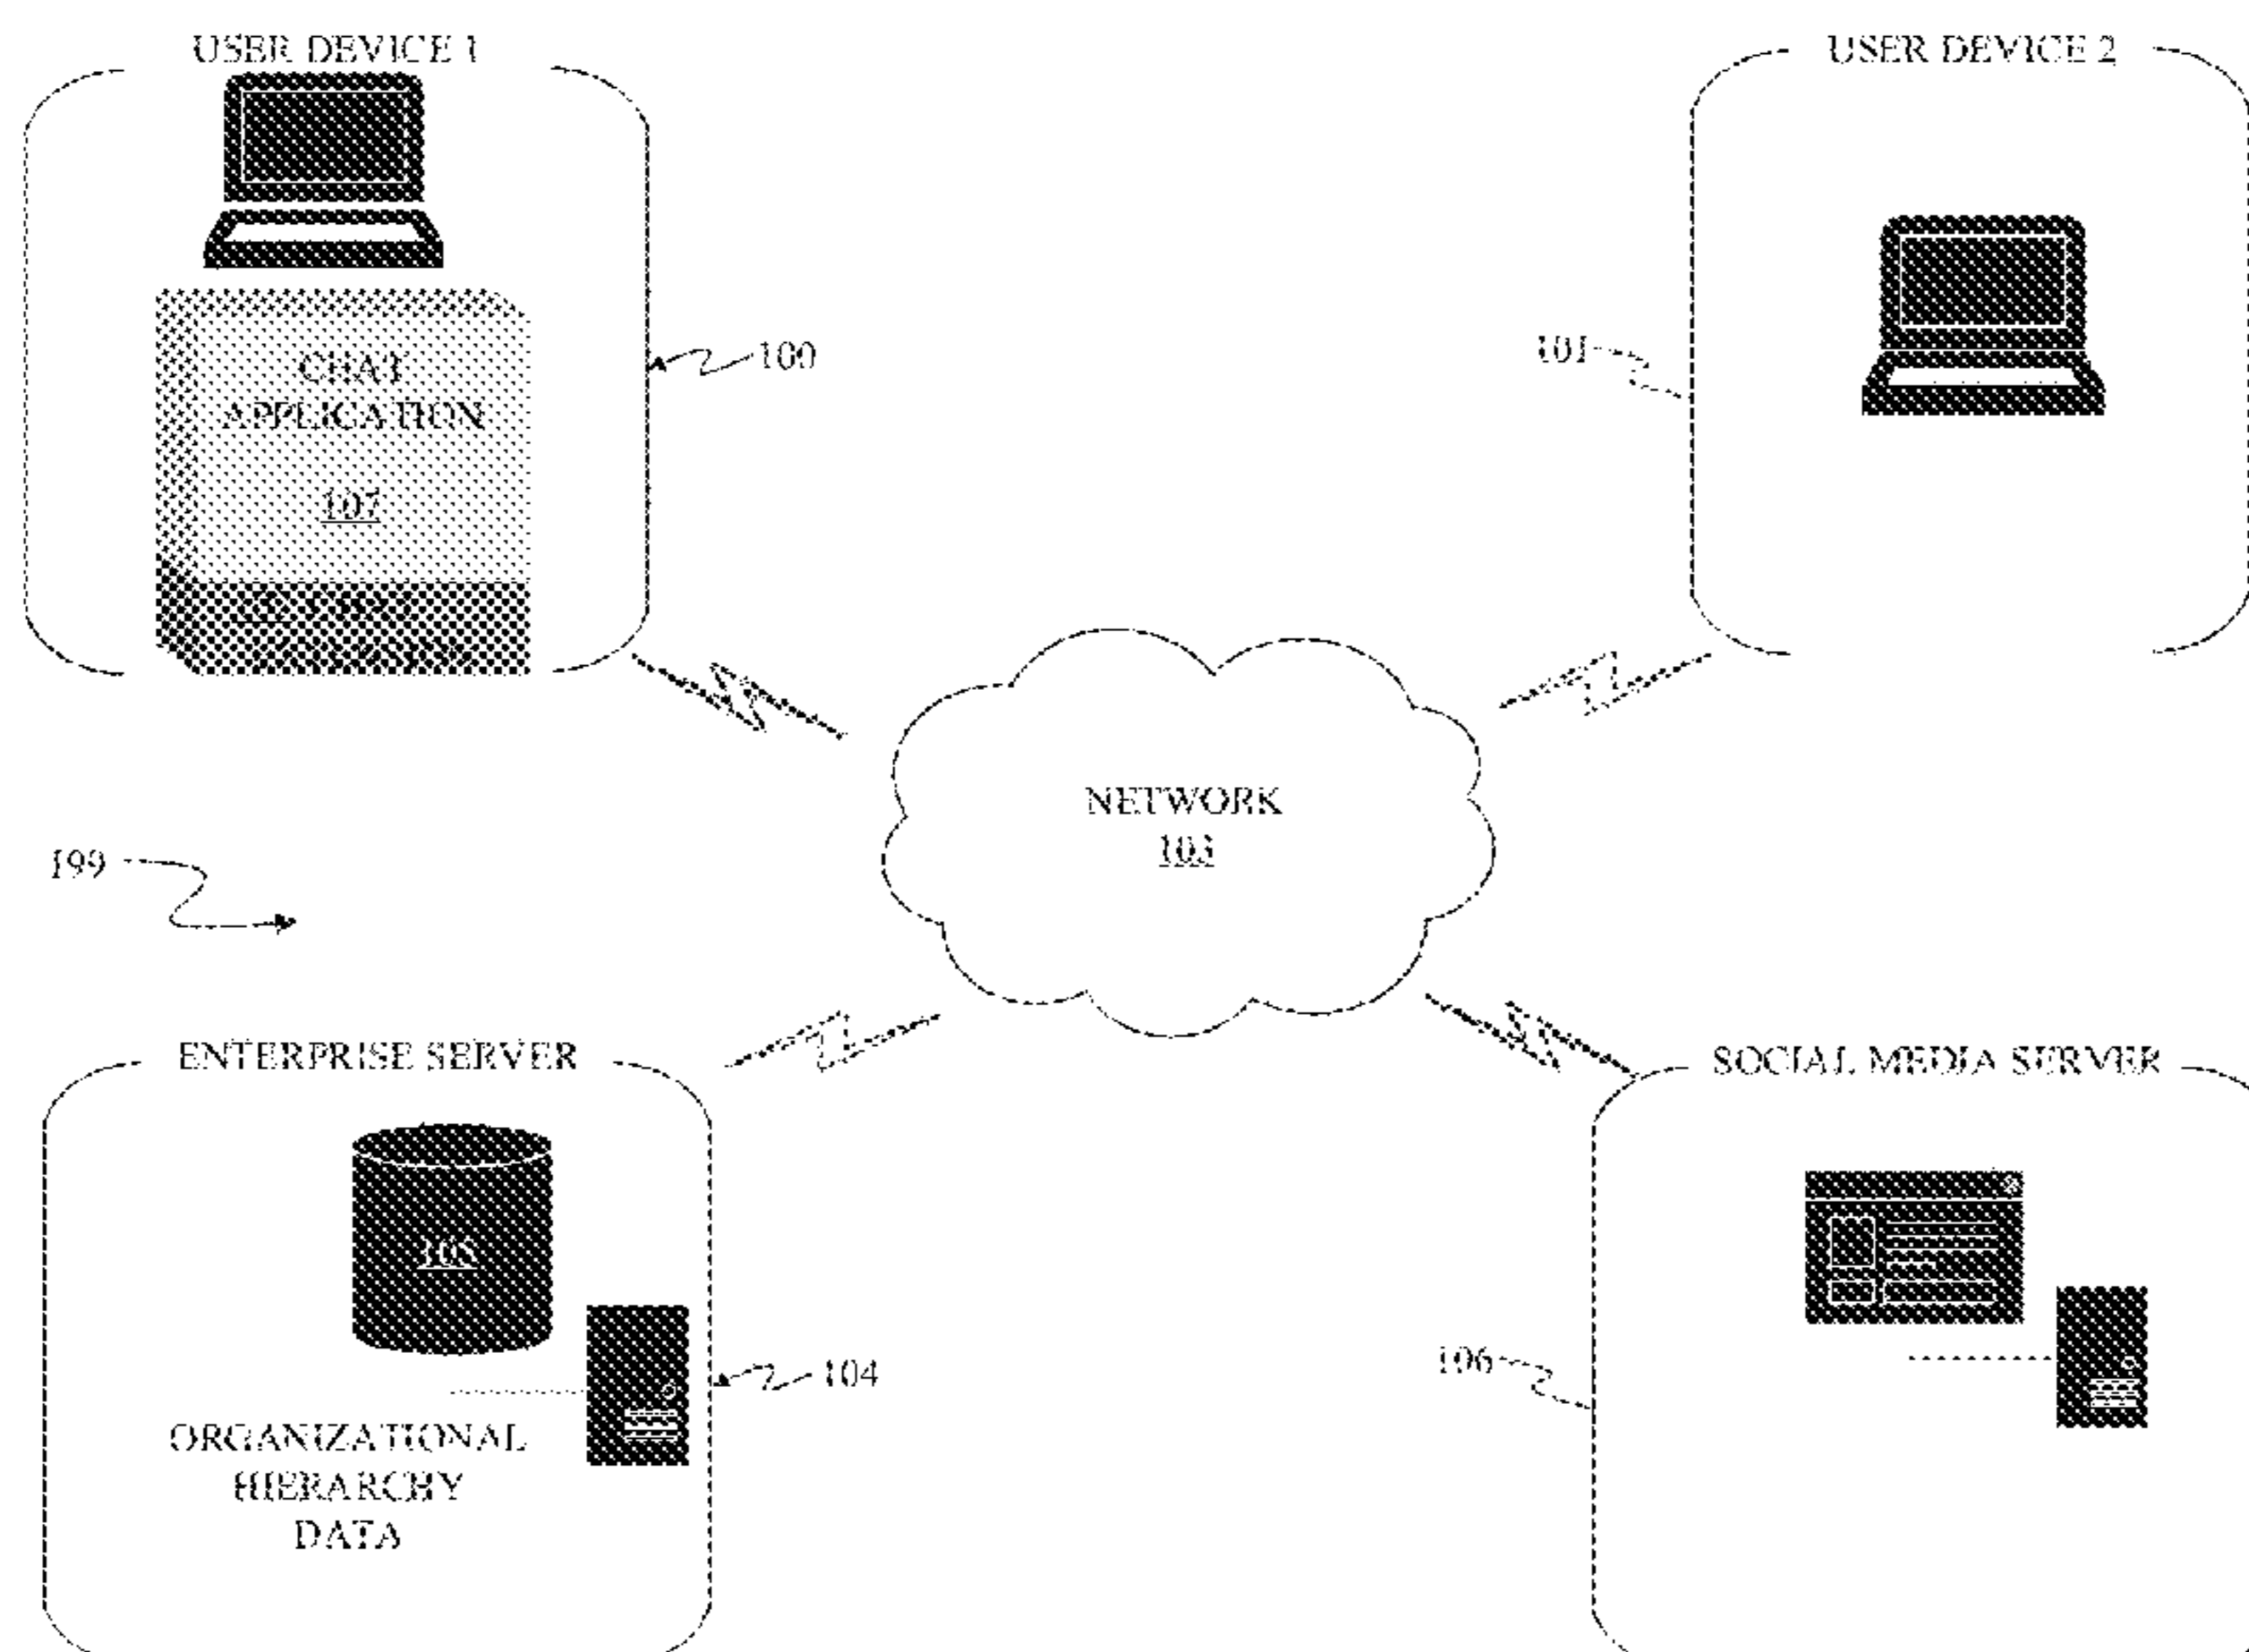 USER DEVICE 1
USER DEVICE 2
CHAT
APPLICATION
107
100
101
NETWORK
103
199
ENTERPRISE SERVER
SOCIAL MEDIA SERVER
108
104
106
ORGANIZATIONAL
HIERARCHY
DATA